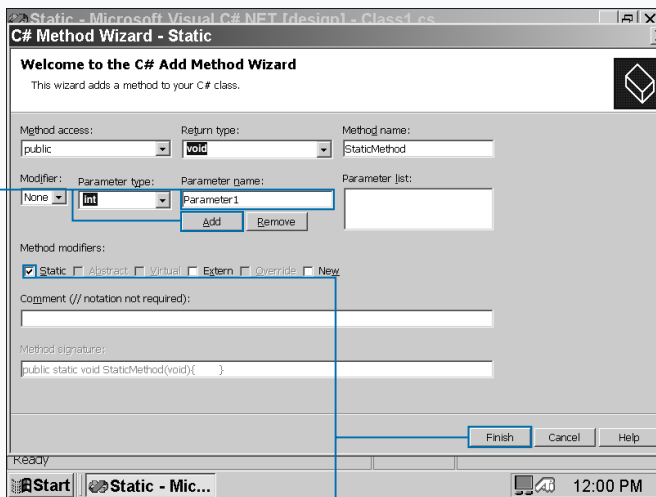 Static - Microsoft Visual C# .NET [design] - Class1.cs
C# Method Wizard - Static
Welcome to the C# Add Method Wizard
This wizard adds a method to your C# class.
Method access: Return type: Method name:
public void StaticMethod
Modifier: Parameter type: Parameter name: Parameter list:
None int Parameter1
Add Remove
Method modifiers:
Static Abstract Virtual Extern Override New
Comment (// notation not required):
Method signature:
public static void StaticMethod(void){ }
Finish Cancel Help
Ready
Start Static - Mic... 12:00 PM